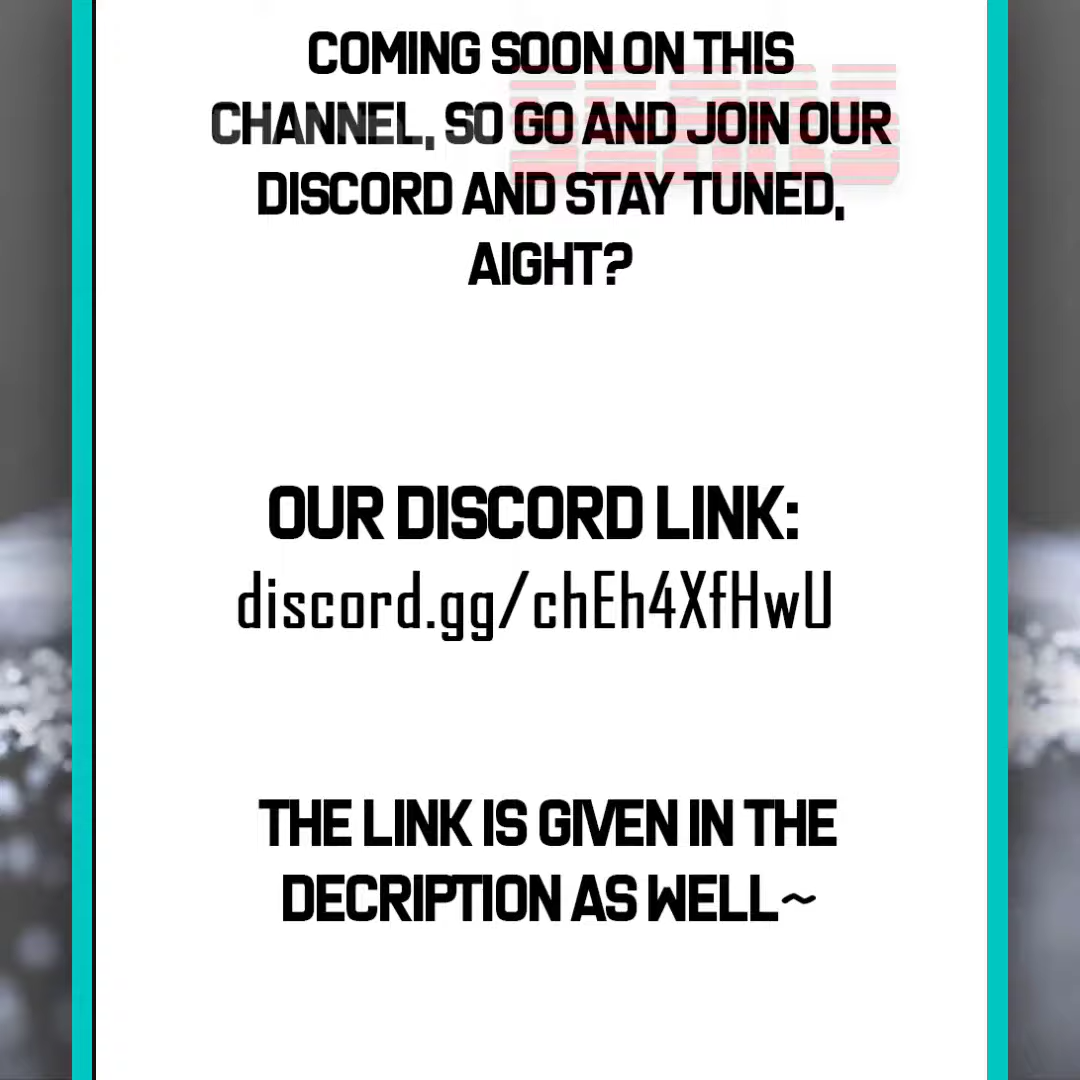 COMING SOON ON THIS
CHANNEL, SO GO AND JOIN OUR
DISCORD AND STAY TUNED,
AIGHT?
OUR DISCORD LINK:
discord.gg/chEh4XfHwU
THE LINK IS GIVEN IN THE
DECRIPTION AS WELL~